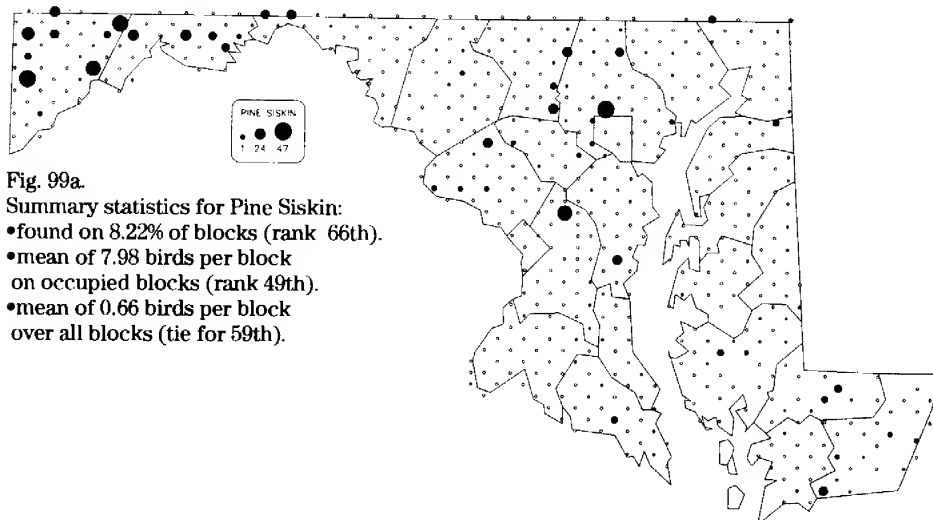 PINE SISKIN
1 24 47
Fig. 99a.
Summary statistics for Pine Siskin:
•found on 8.22% of blocks (rank 66th).
•mean of 7.98 birds per block
on occupied blocks (rank 49th).
•mean of 0.66 birds per block
over all blocks (tie for 59th).